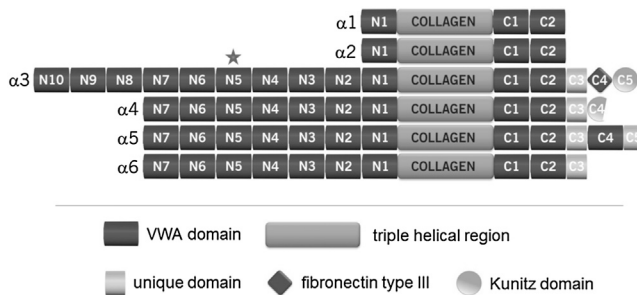 α1 N1 COLLAGEN C1 C2
α2 N1 COLLAGEN C1 C2
α3 N10 N9 N8 N7 N6 N5 N4 N3 N2 N1 COLLAGEN C1 C2 C3 C4 C5
α4 N7 N6 N5 N4 N3 N2 N1 COLLAGEN C1 C2 C3 C4
α5 N7 N6 N5 N4 N3 N2 N1 COLLAGEN C1 C2 C3 C4 C5
α6 N7 N6 N5 N4 N3 N2 N1 COLLAGEN C1 C2 C3
VWA domain triple helical region
unique domain fibronectin type III Kunitz domain